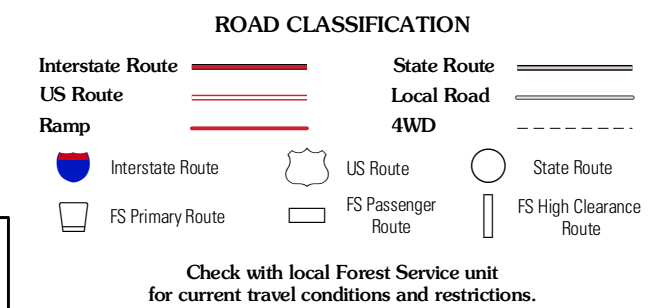 ROAD CLASSIFICATION
Interstate Route
State Route
US Route
Local Road
Ramp
4WD
Interstate Route
US Route
State Route
FS Primary Route
FS Passenger
Route
FS High Clearance
Route
Check with local Forest Service unit
for current travel conditions and restrictions.